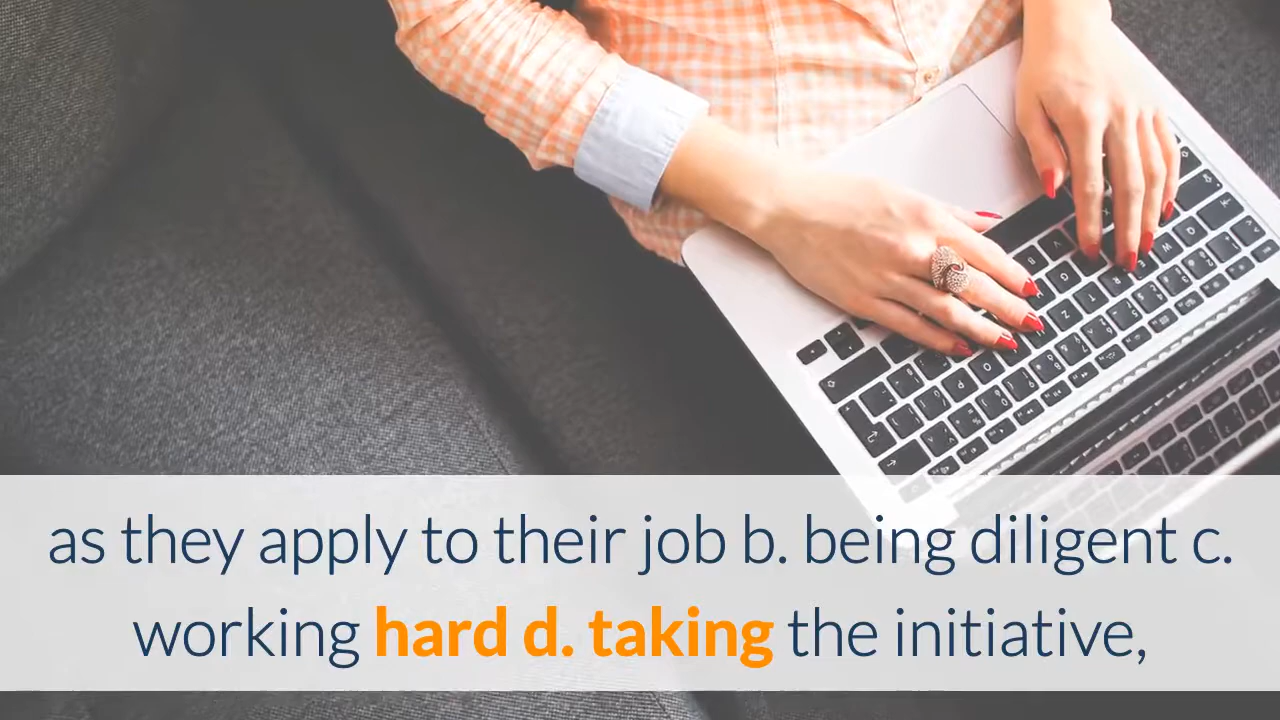 as they apply to their job b. being diligent c.
working hard d. taking the initiative,